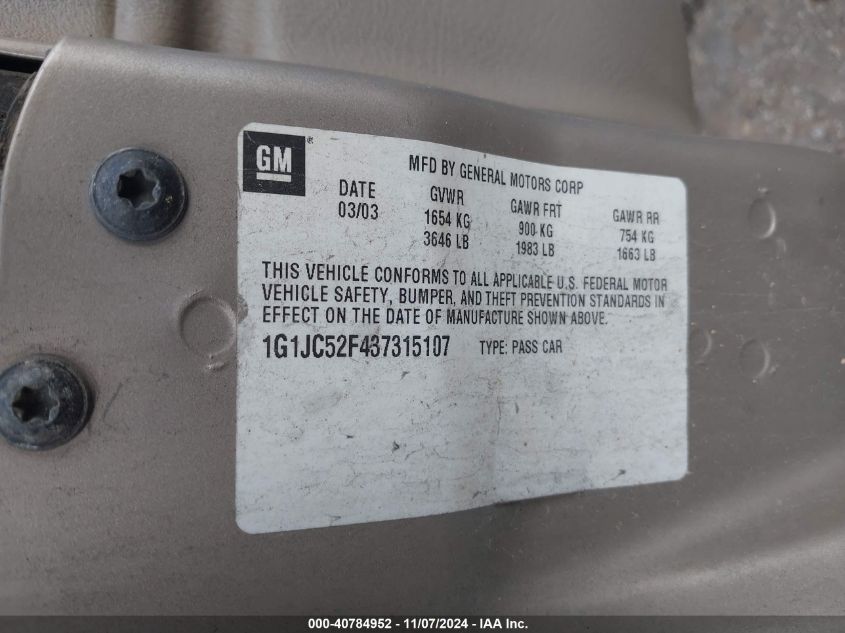 GM®
MFD BY GENERAL MOTORS CORP
DATE GVWR GAWR FRT GAWR RR
03/03 1654 KG 900 KG 754 KG
3646 LB 1983 LB 1663 LB
THIS VEHICLE CONFORMS TO ALL APPLICABLE U.S. FEDERAL MOTOR
VEHICLE SAFETY, BUMPER, AND THEFT PREVENTION STANDARDS IN
EFFECT ON THE DATE OF MANUFACTURE SHOWN ABOVE.
1G1JC52F437315107 TYPE: PASS CAR
000-40784952 - 11/07/2024 - IAA Inc.